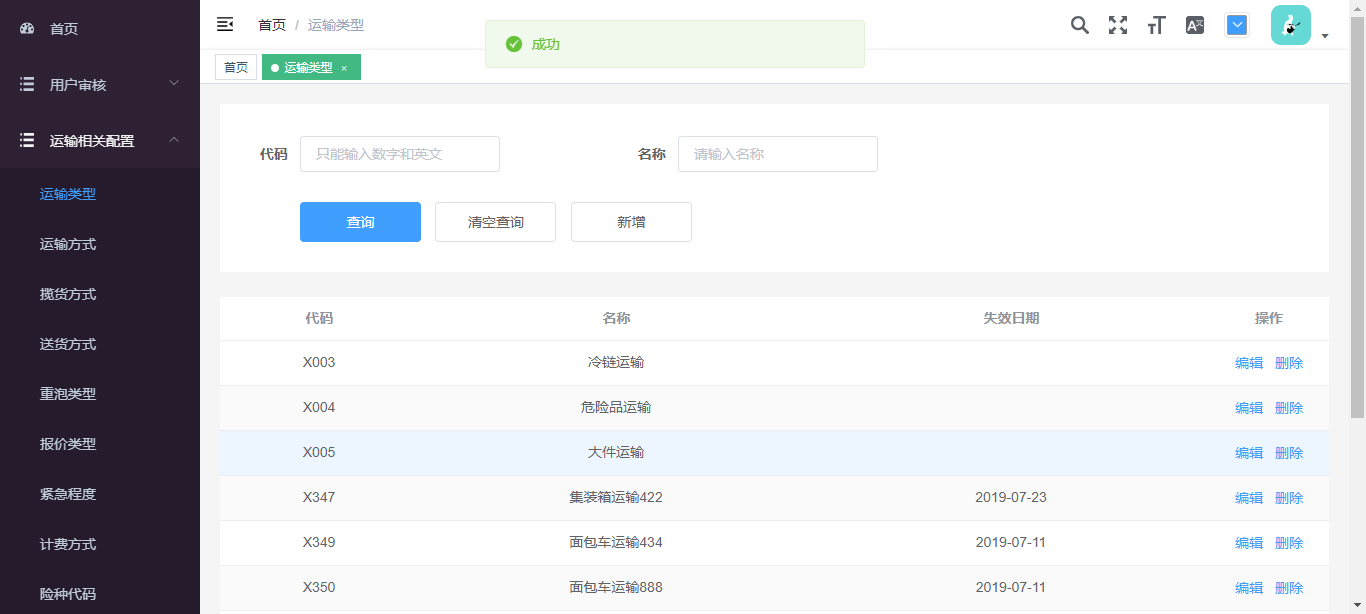 首页
用户审核
运输相关配置
运输类型
运输方式
揽货方式
送货方式
重泡类型
报价类型
紧急程度
计费方式
险种代码
首页 / 运输类型
成功
首页 运输类型 ×
代码 只能输入数字和英文 名称 请输入名称
查询 清空查询 新增
代码 名称 失效日期 操作
X003 冷链运输 编辑 删除
X004 危险品运输 编辑 删除
X005 大件运输 编辑 删除
X347 集装箱运输422 2019-07-23 编辑 删除
X349 面包车运输434 2019-07-11 编辑 删除
X350 面包车运输888 2019-07-11 编辑 删除